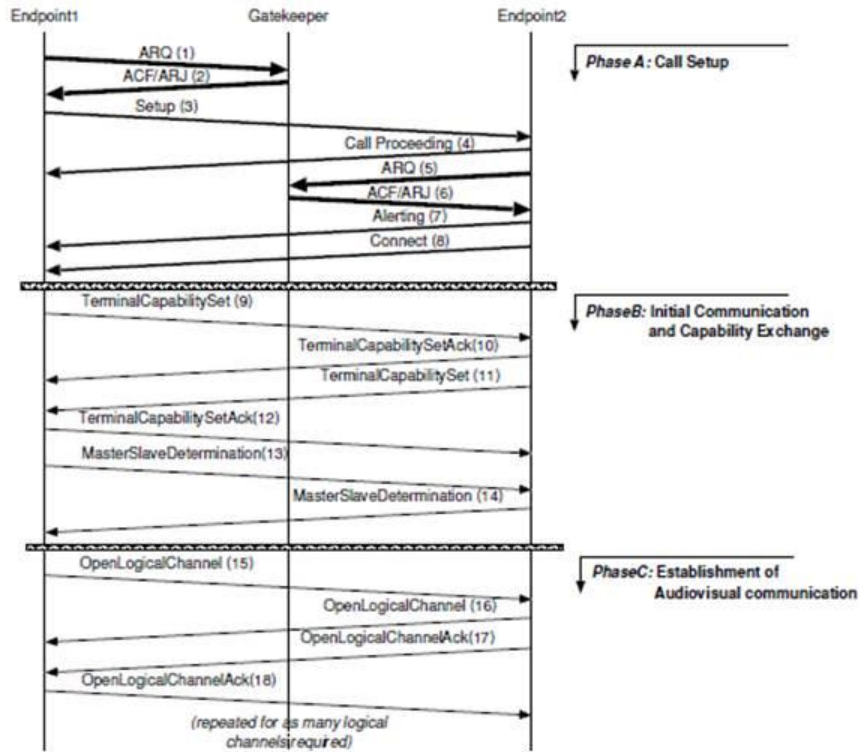 Endpoint1 Gatekeeper Endpoint2
ARQ (1)
Phase A: Call Setup
ACF/ARJ (2)
Setup (3)
Call Proceeding (4)
ARQ (5)
ACF/ARJ (6)
Alerting (7)
Connect (8)
TerminalCapabilitySet (9)
PhaseB: Initial Communication
and Capability Exchange
TerminalCapabilitySetAck(10)
TerminalCapabilitySet (11)
TerminalCapabilitySetAck(12)
MasterSlaveDetermination(13)
MasterSlaveDetermination (14)
OpenLogicalChannel (15)
PhaseC: Establishment of
Audiovisual communication
OpenLogicalChannel (16)
OpenLogicalChannelAck(17)
OpenLogicalChannelAck(18)
(repeated for as many logical
channels required)